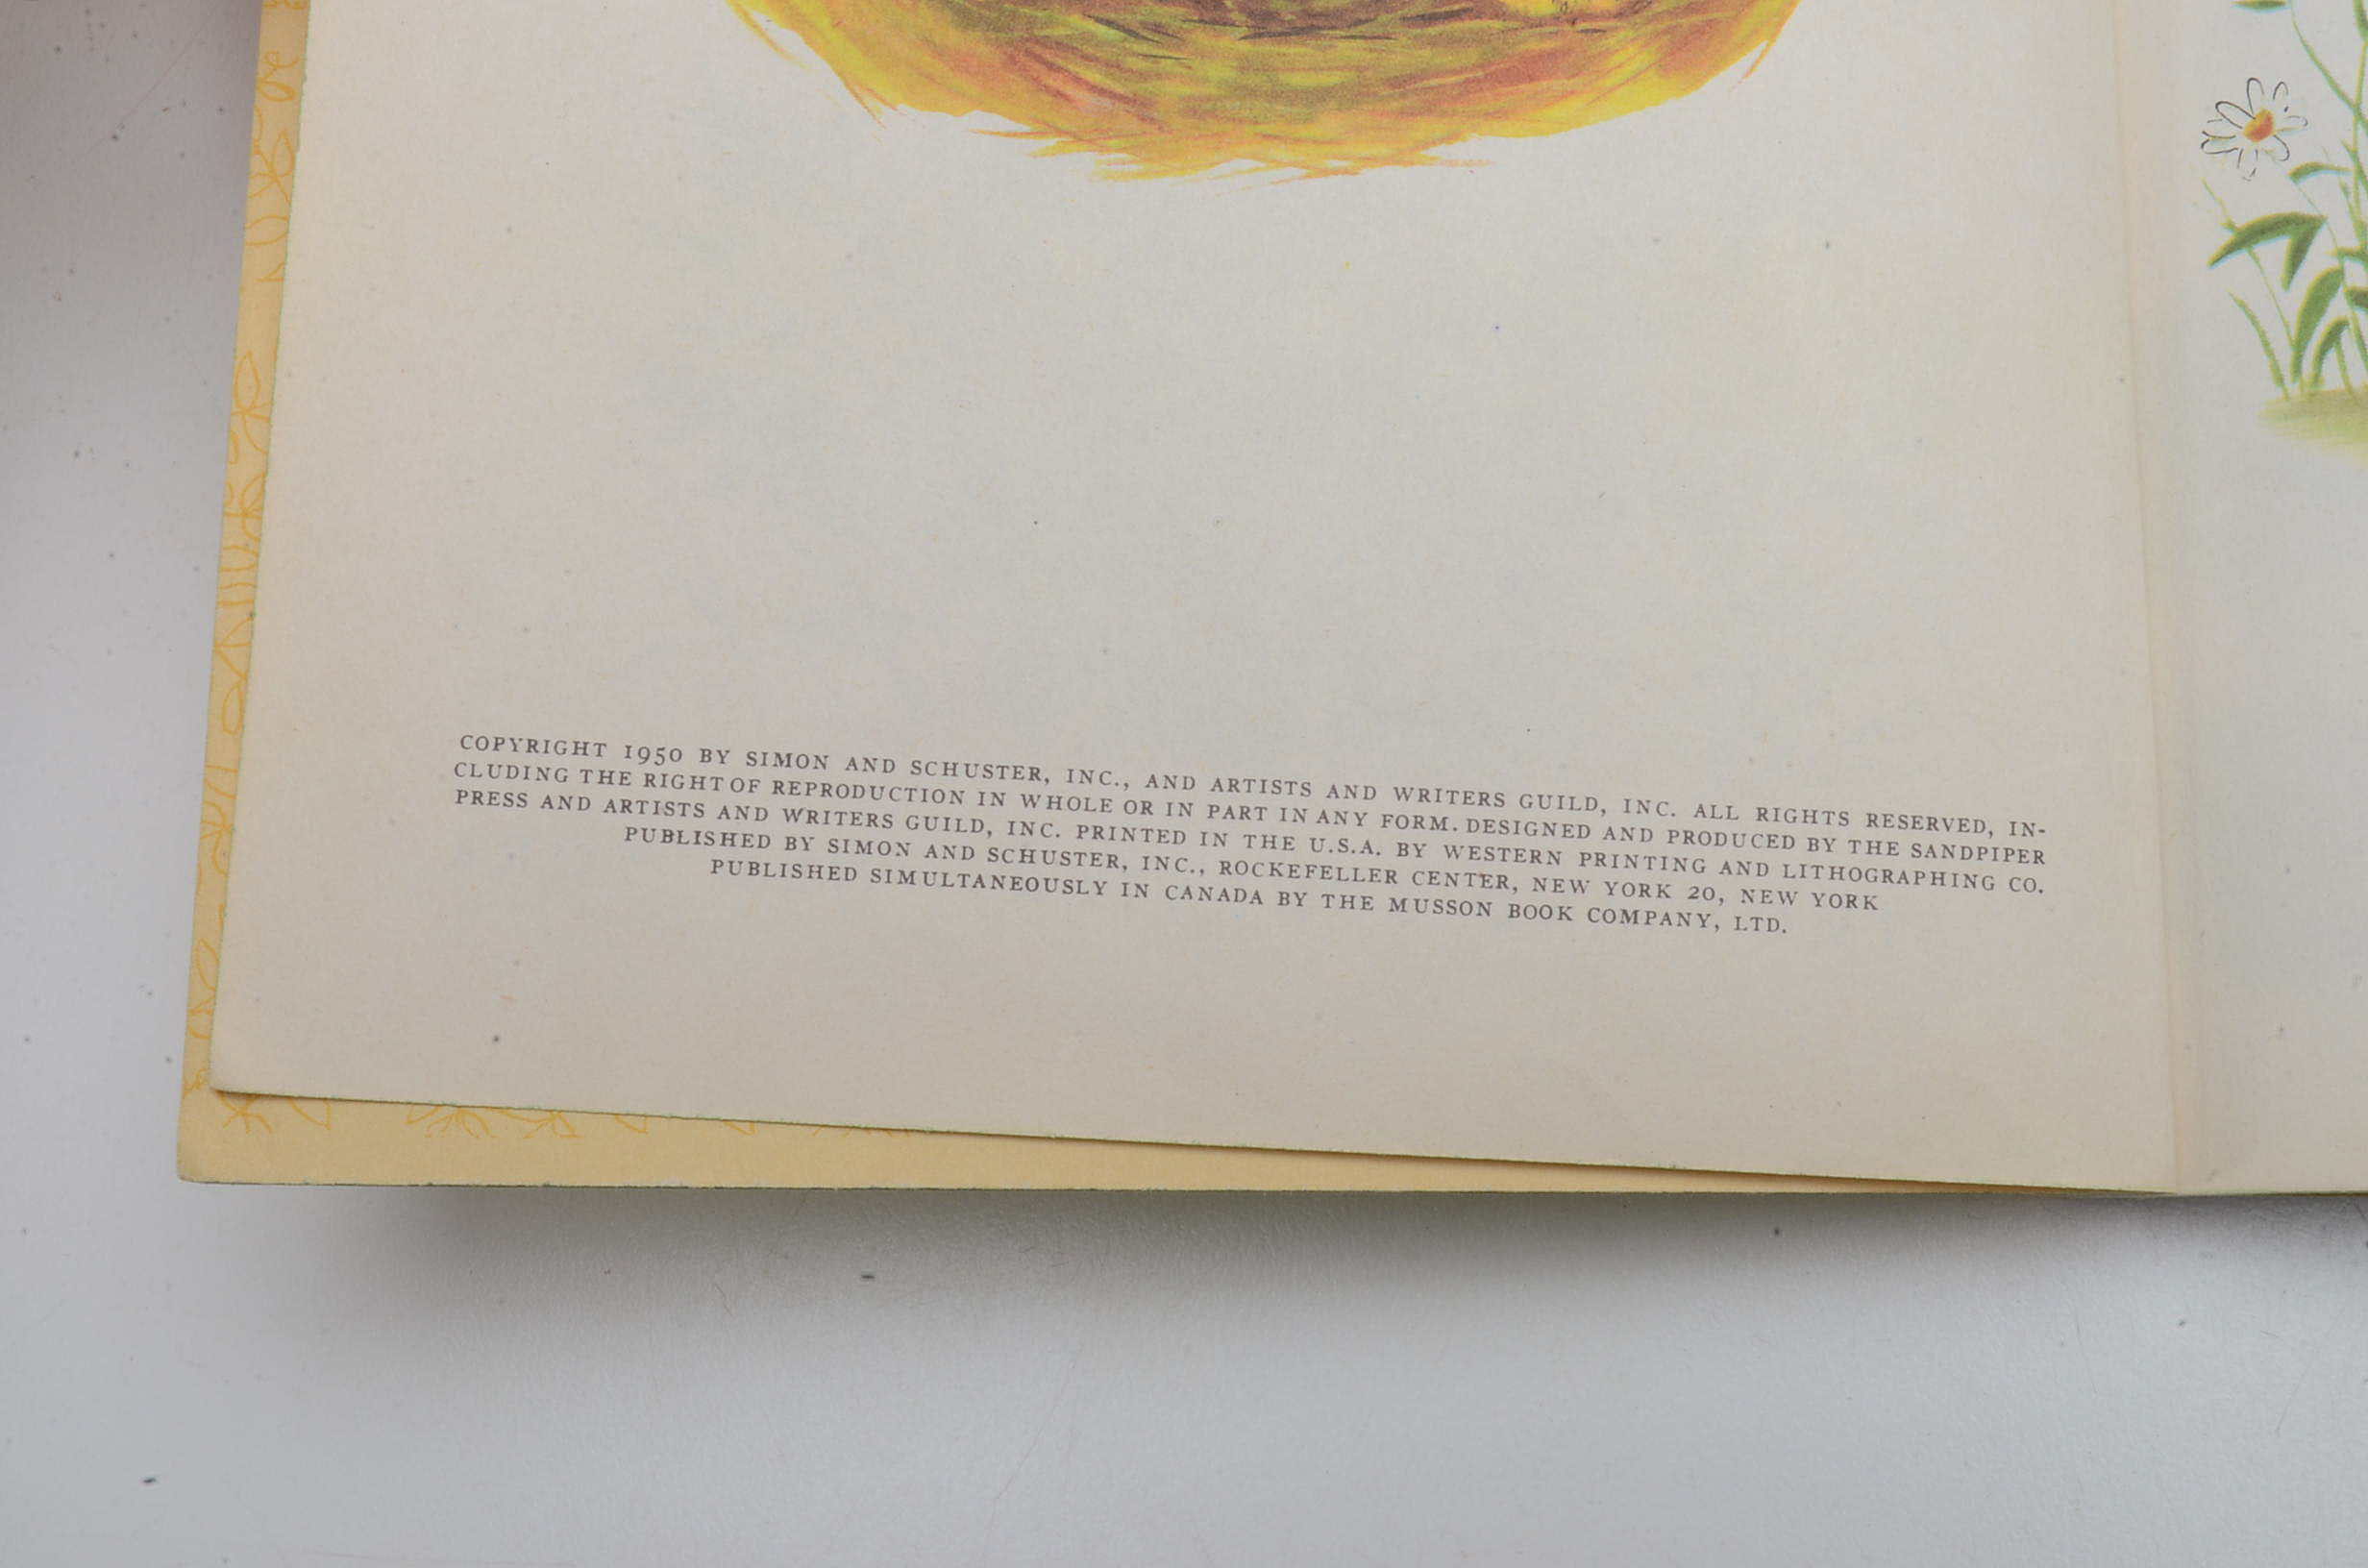 COPYRIGHT 1950 BY SIMON AND SCHUSTER, INC., AND ARTISTS AND WRITERS GUILD, INC. ALL RIGHTS RESERVED, IN-
CLUDING THE RIGHT OF REPRODUCTION IN WHOLE OR IN PART IN ANY FORM. DESIGNED AND PRODUCED BY THE SANDPIPER
PRESS AND ARTISTS AND WRITERS GUILD, INC. PRINTED IN THE U.S.A. BY WESTERN PRINTING AND LITHOGRAPHING CO.
PUBLISHED BY SIMON AND SCHUSTER, INC., ROCKEFELLER CENTER, NEW YORK 20, NEW YORK
PUBLISHED SIMULTANEOUSLY IN CANADA BY THE MUSSON BOOK COMPANY, LTD.